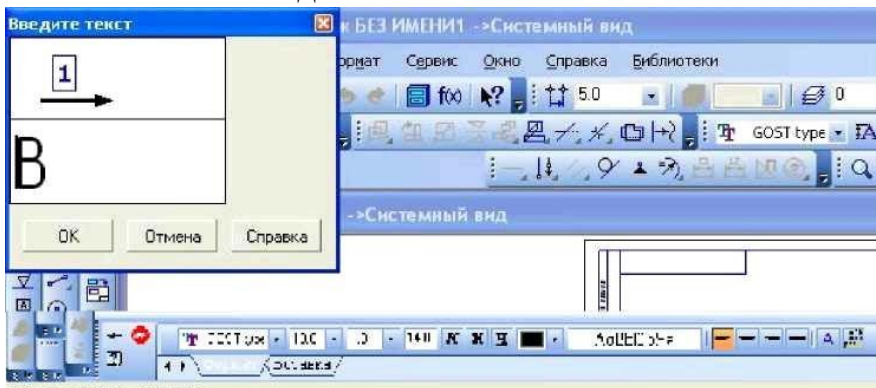 Введите текст
БЕЗ ИМЕНИ1 ->Системный вид
1
В
ОК Отмена Справка
ормат Сервис Окно Справка Библиотеки
f(x) 5.0 0
GOST type
->Системный вид